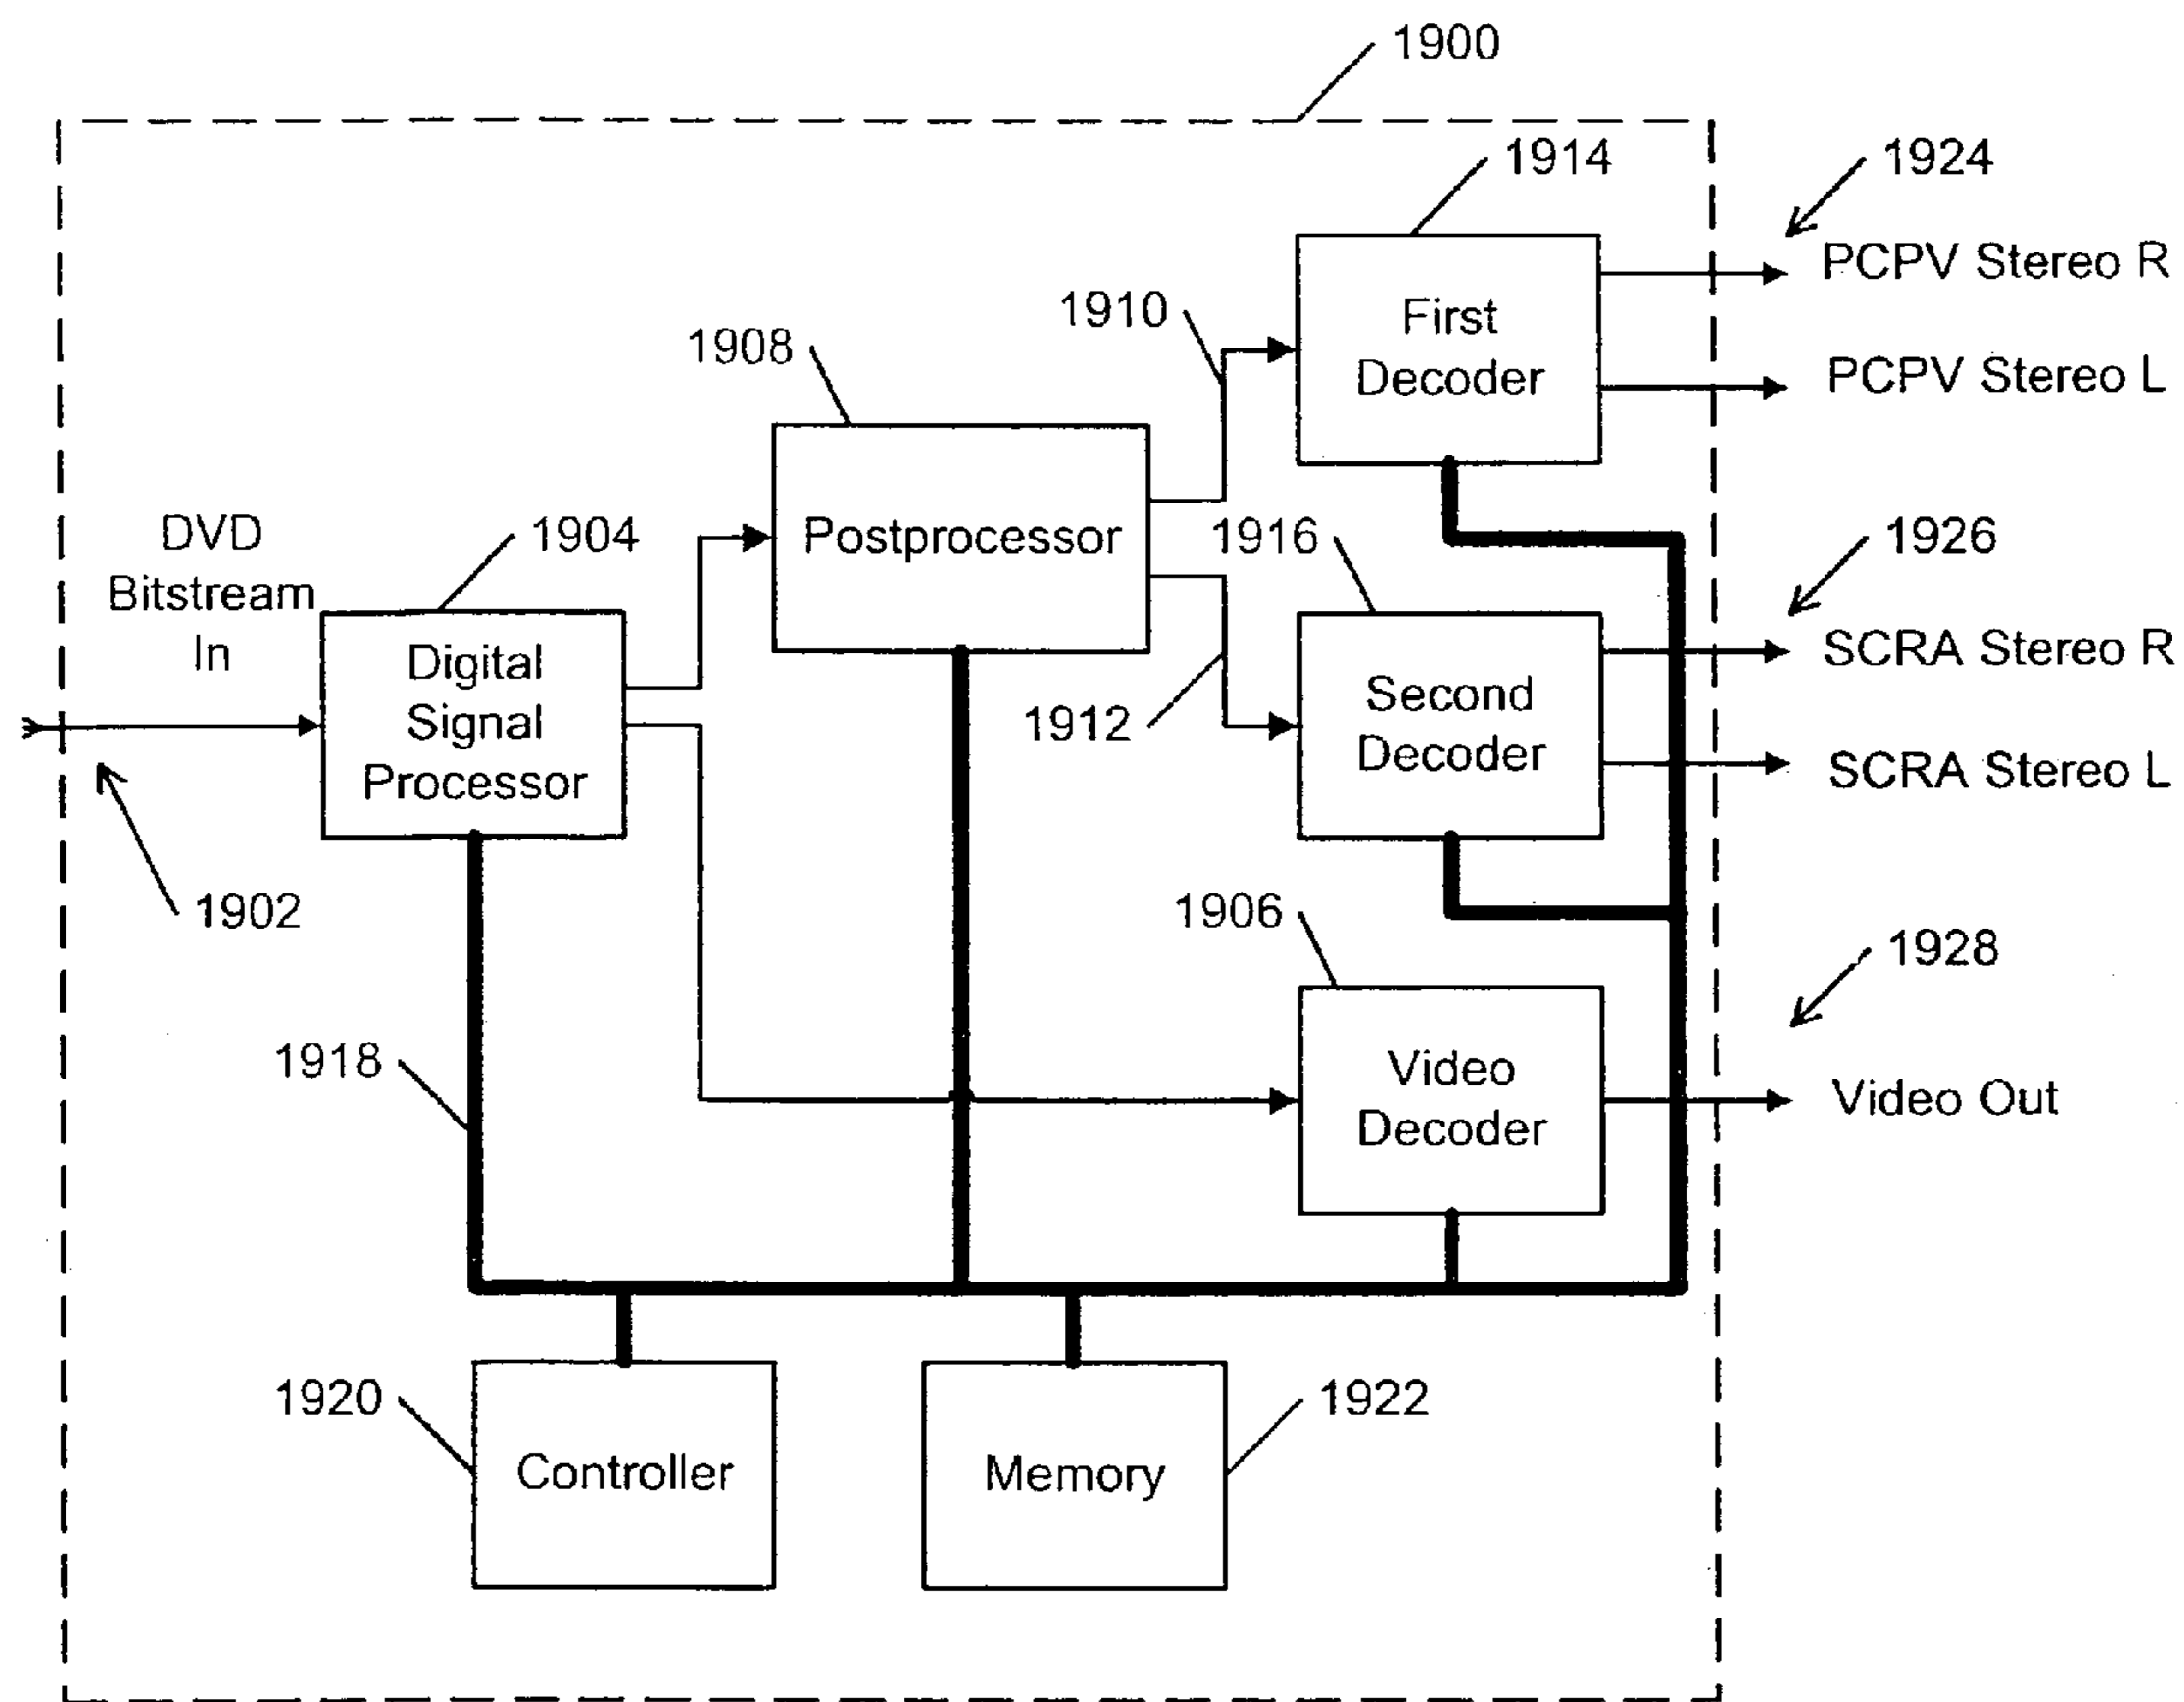 1900
1914
1924
PCPV Stereo R
1910
First
Decoder
1908
PCPV Stereo L
DVD
Bitstream
In
1904
Postprocessor
1916
1926
SCRA Stereo R
Digital
Signal
Processor
1912
Second
Decoder
SCRA Stereo L
1902
1906
1928
1918
Video
Decoder
Video Out
1920
Controller
Memory
1922